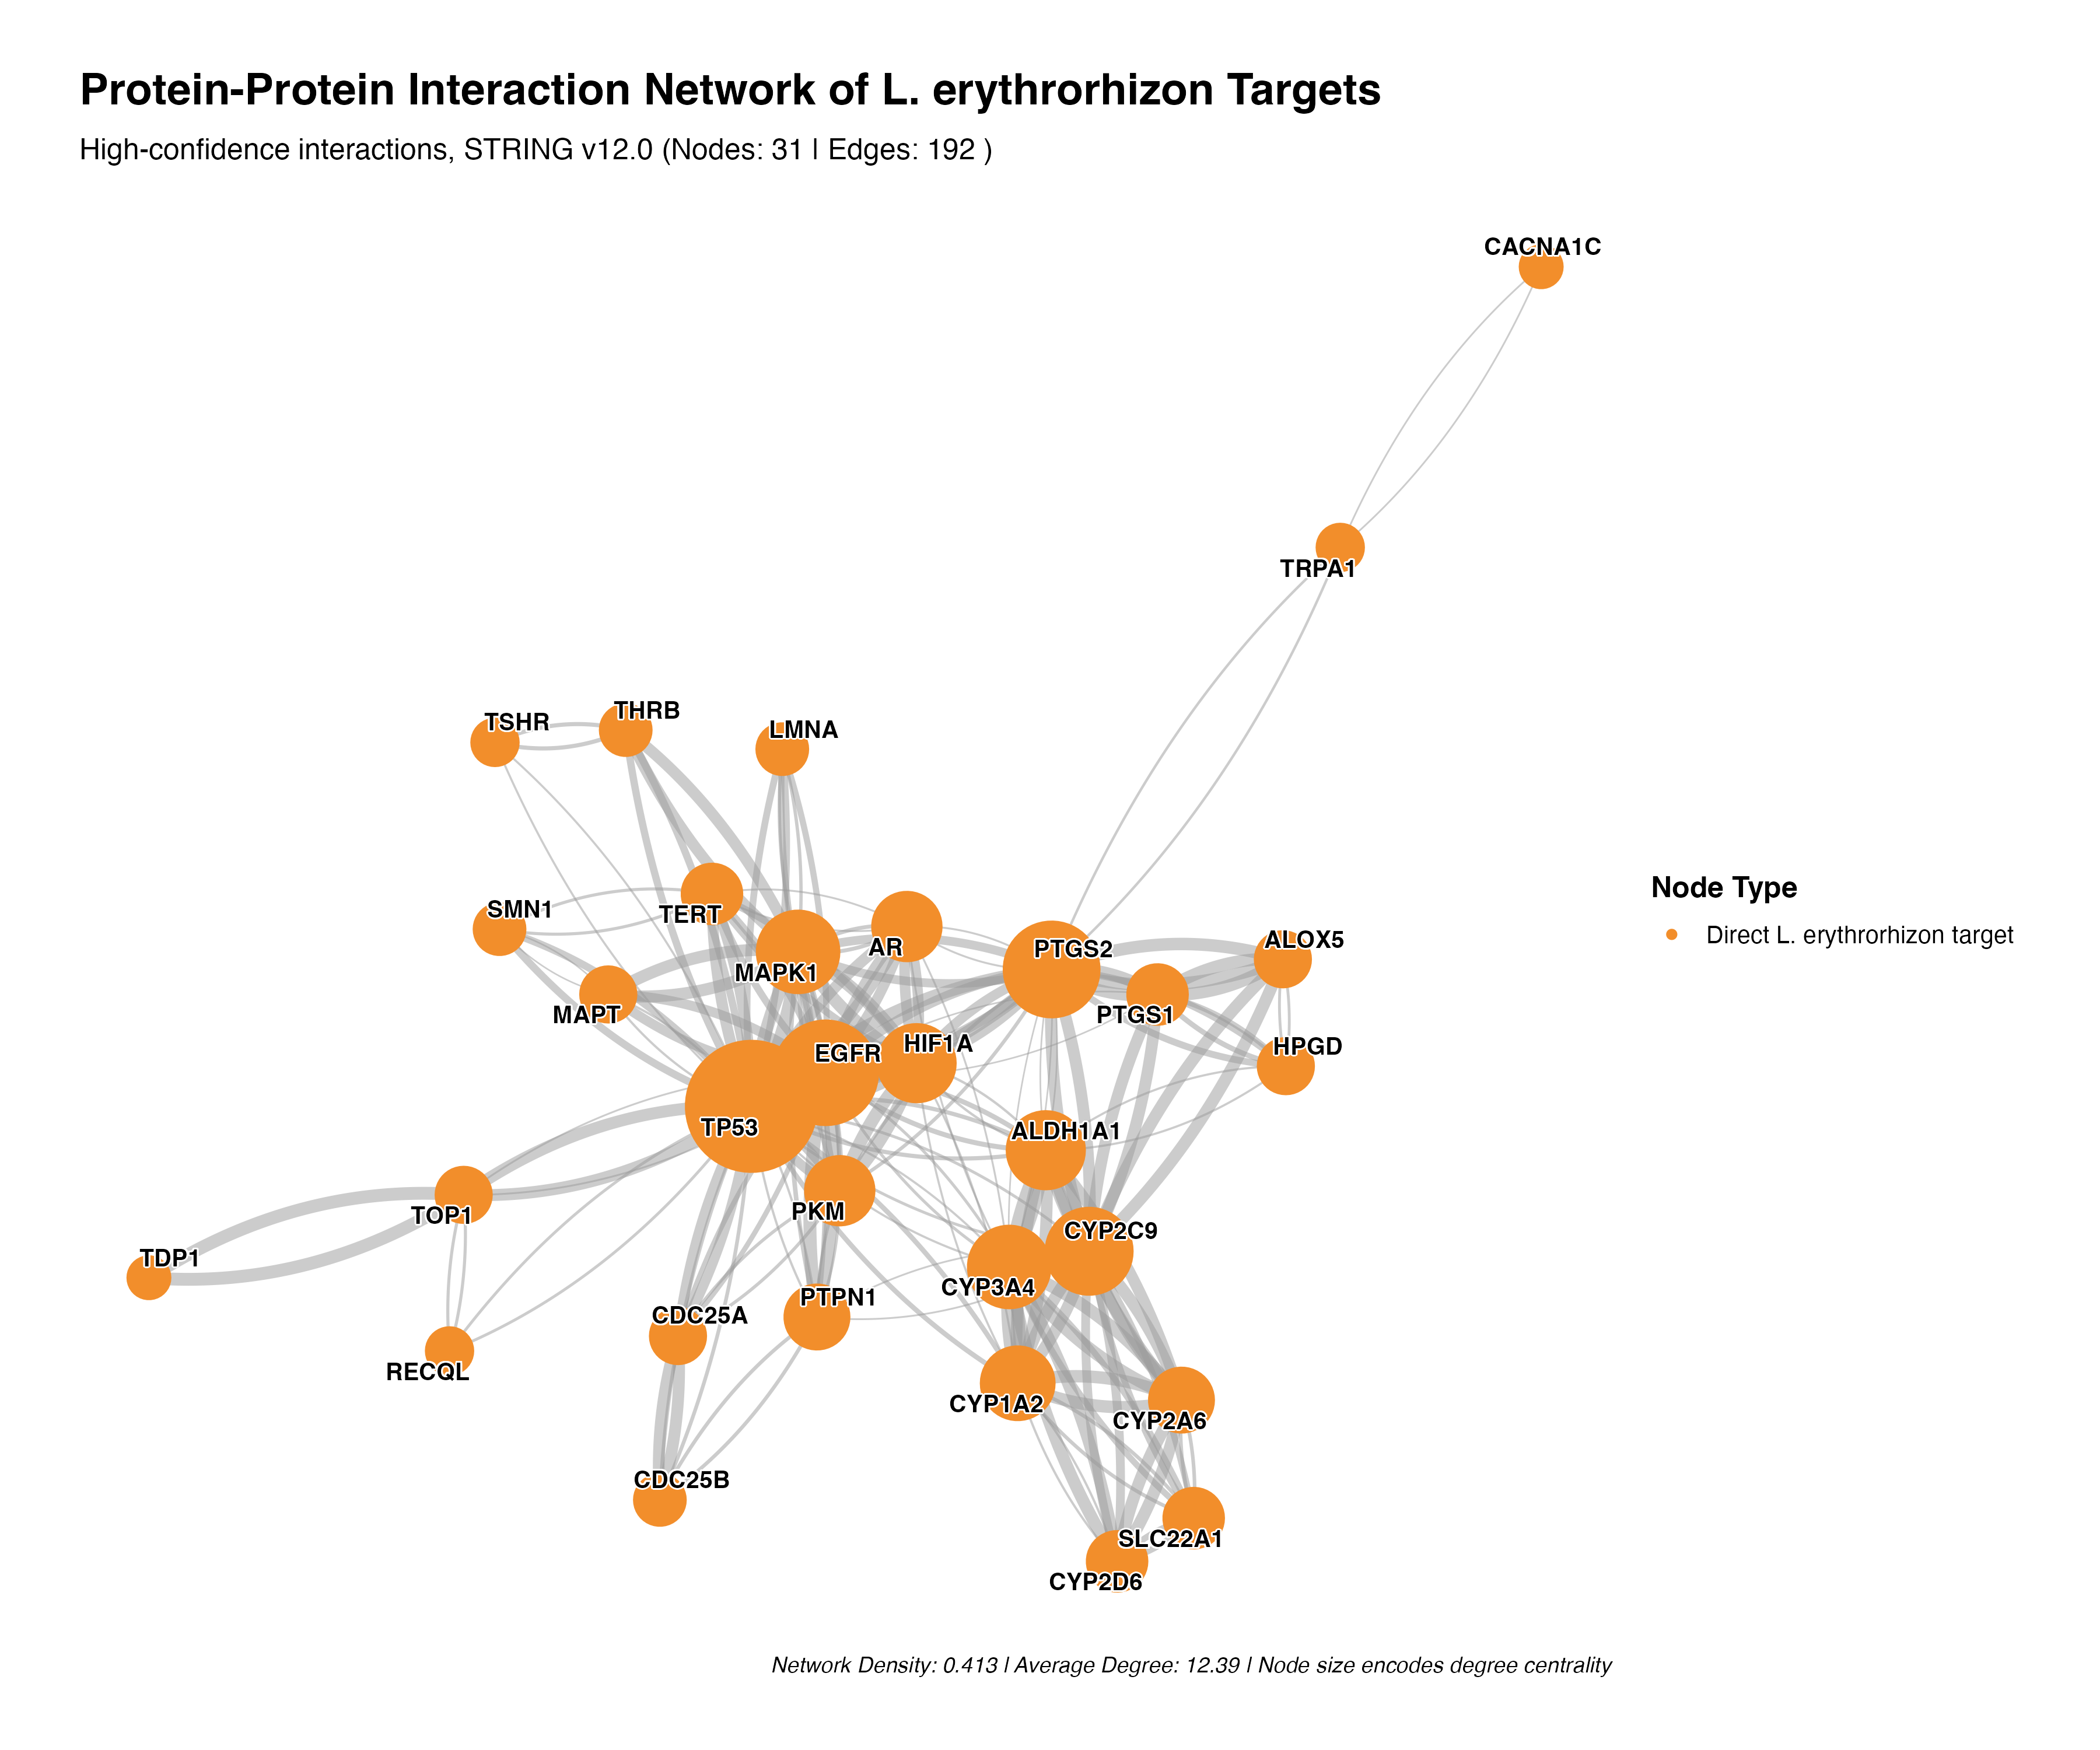 Protein-Protein Interaction Network of L. erythrorhizon Targets
High-confidence interactions, STRING v12.0 (Nodes: 31 | Edges: 192 )
CACNA1C
TRPA1
THRB
TSHR
LMNA
SMN1
TERT
AR
MAPK1
PTGS2
ALOX5
MAPT
PTGS1
EGFR
HIF1A
HPGD
TP53
ALDH1A1
PKM
TOP1
CYP2C9
TDP1
CYP3A4
PTPN1
CDC25A
RECQL
CYP1A2
CYP2A6
CDC25B
SLC22A1
CYP2D6
Node Type
Direct L. erythrorhizon target
Network Density: 0.413 | Average Degree: 12.39 | Node size encodes degree centrality